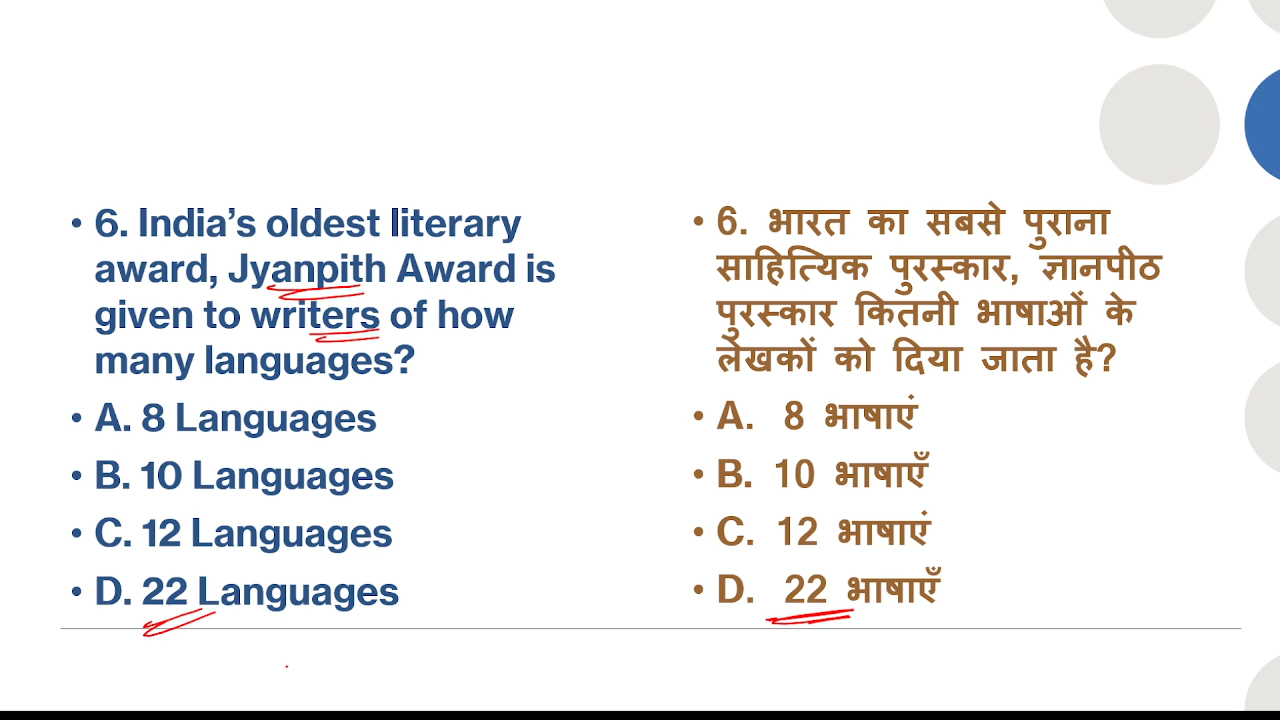 • 6. India’s oldest literary
award, Jyanpith Award is
given to writers of how
many languages?
• A. 8 Languages
• B. 10 Languages
• C. 12 Languages
• D. 22 Languages
• 6. भारत का सबसे पुराना
साहित्यिक पुरस्कार, ज्ञानपीठ
पुरस्कार कितनी भाषाओं के
लेखकों को दिया जाता है?
• A. 8 भाषाएं
• B. 10 भाषाएँ
• C. 12 भाषाएं
• D. 22 भाषाएँ